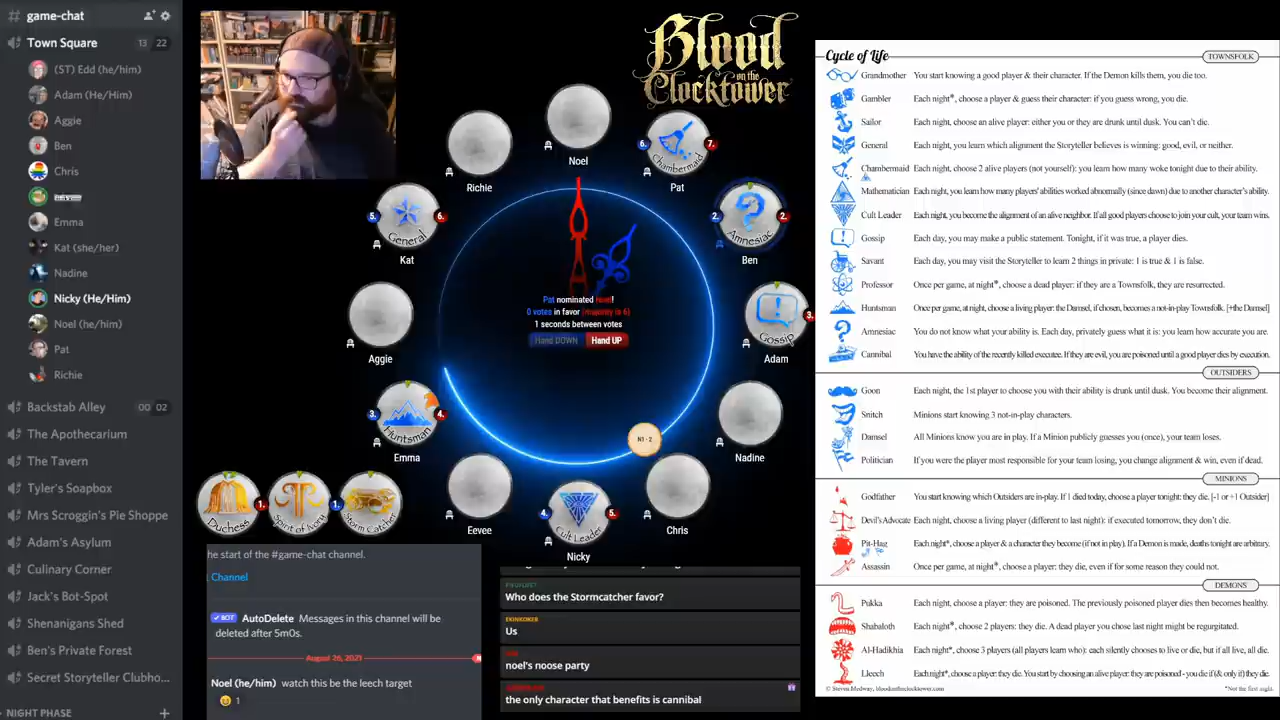 game-chat
Town Square 13 22
(ST) Edd (he/him)
Adam (He/Him)
Aggie
Ben
Chris
Emma
Kat (she/her)
Nadine
Nicky (He/Him)
Noel (he/him)
Pat
Richie
Backstab Alley 00 02
The Apothecarium
The Tavern
Tyler's Soapbox
Mrs Scroggin's Pie Shoppe
Adam's Asylum
Culinary Corner
Jack's Bot-Spot
Shenanigans Shed
Ben's Private Forest
Secret Storyteller Clubho...
NIGHT PHASE
Blood
on the
Clocktower
Noel
Richie
Chambermaid
6. 7.
Pat
General
5. 6.
Kat
Amnesiac
2. 2.
Ben
Aggie
Gossip
3.
Adam
Huntsman
3. 4.
Emma
Nadine
Eevee
Cult Leader
4. 5.
Nicky
Chris
N1 - 2
Pat nominated Noel!
0 votes in favor (majority is 6)
1 seconds between votes
Hand DOWN Hand UP
Duchess
1.
Spirit of Ivory
1.
Storm Catcher
he start of the #game-chat channel.
Channel
BOT AutoDelete Messages in this channel will be
deleted after 5m0s.
August 26, 2021
Noel (he/him) watch this be the leech target
1
Who does the Stormcatcher favor?
Us
noel's noose party
the only character that benefits is cannibal
Cycle of Life
TOWNSFOLK
Grandmother You start knowing a good player & their character. If the Demon kills them, you die too.
Gambler Each night*, choose a player & guess their character: if you guess wrong, you die.
Sailor Each night, choose an alive player: either you or they are drunk until dusk. You can't die.
General Each night, you learn which alignment the Storyteller believes is winning: good, evil, or neither.
Chambermaid Each night, choose 2 alive players (not yourself): you learn how many woke tonight due to their ability.
Mathematician Each night, you learn how many players' abilities worked abnormally (since dawn) due to another character's ability.
Cult Leader Each night, you become the alignment of an alive neighbor. If all good players choose to join your cult, your team wins.
Gossip Each day, you may make a public statement. Tonight, if it was true, a player dies.
Savant Each day, you may visit the Storyteller to learn 2 things in private: 1 is true & 1 is false.
Professor Once per game, at night*, choose a dead player: if they are a Townsfolk, they are resurrected.
Huntsman Once per game, at night, choose a living player: the Damsel, if chosen, becomes a not-in-play Townsfolk. [+the Damsel]
Amnesiac You do not know what your ability is. Each day, privately guess what it is: you learn how accurate you are.
Cannibal You have the ability of the recently killed executee. If they are evil, you are poisoned until a good player dies by execution.
OUTSIDERS
Goon Each night, the 1st player to choose you with their ability is drunk until dusk. You become their alignment.
Snitch Minions start knowing 3 not-in-play characters.
Damsel All Minions know you are in play. If a Minion publicly guesses you (once), your team loses.
Politician If you were the player most responsible for your team losing, you change alignment & win, even if dead.
MINIONS
Godfather You start knowing which Outsiders are in-play. If 1 died today, choose a player tonight: they die. [-1 or +1 Outsider]
Devil's Advocate Each night, choose a living player (different to last night): if executed tomorrow, they don't die.
Pit-Hag Each night*, choose a player & a character they become (if not in play). If a Demon is made, deaths tonight are arbitrary.
Assassin Once per game, at night*, choose a player: they die, even if for some reason they could not.
DEMONS
Pukka Each night, choose a player: they are poisoned. The previously poisoned player dies then becomes healthy.
Shabaloth Each night*, choose 2 players: they die. A dead player you chose last night might be regurgitated.
Al-Hadikhia Each night*, choose 3 players (all players learn who): each silently chooses to live or die, but if all live, all die.
Lleech Each night*, choose a player: they die. You start by choosing an alive player: they are poisoned - you die if (& only if) they die.
© Steven Medway, bloodontheclocktower.com
*Not the first night.